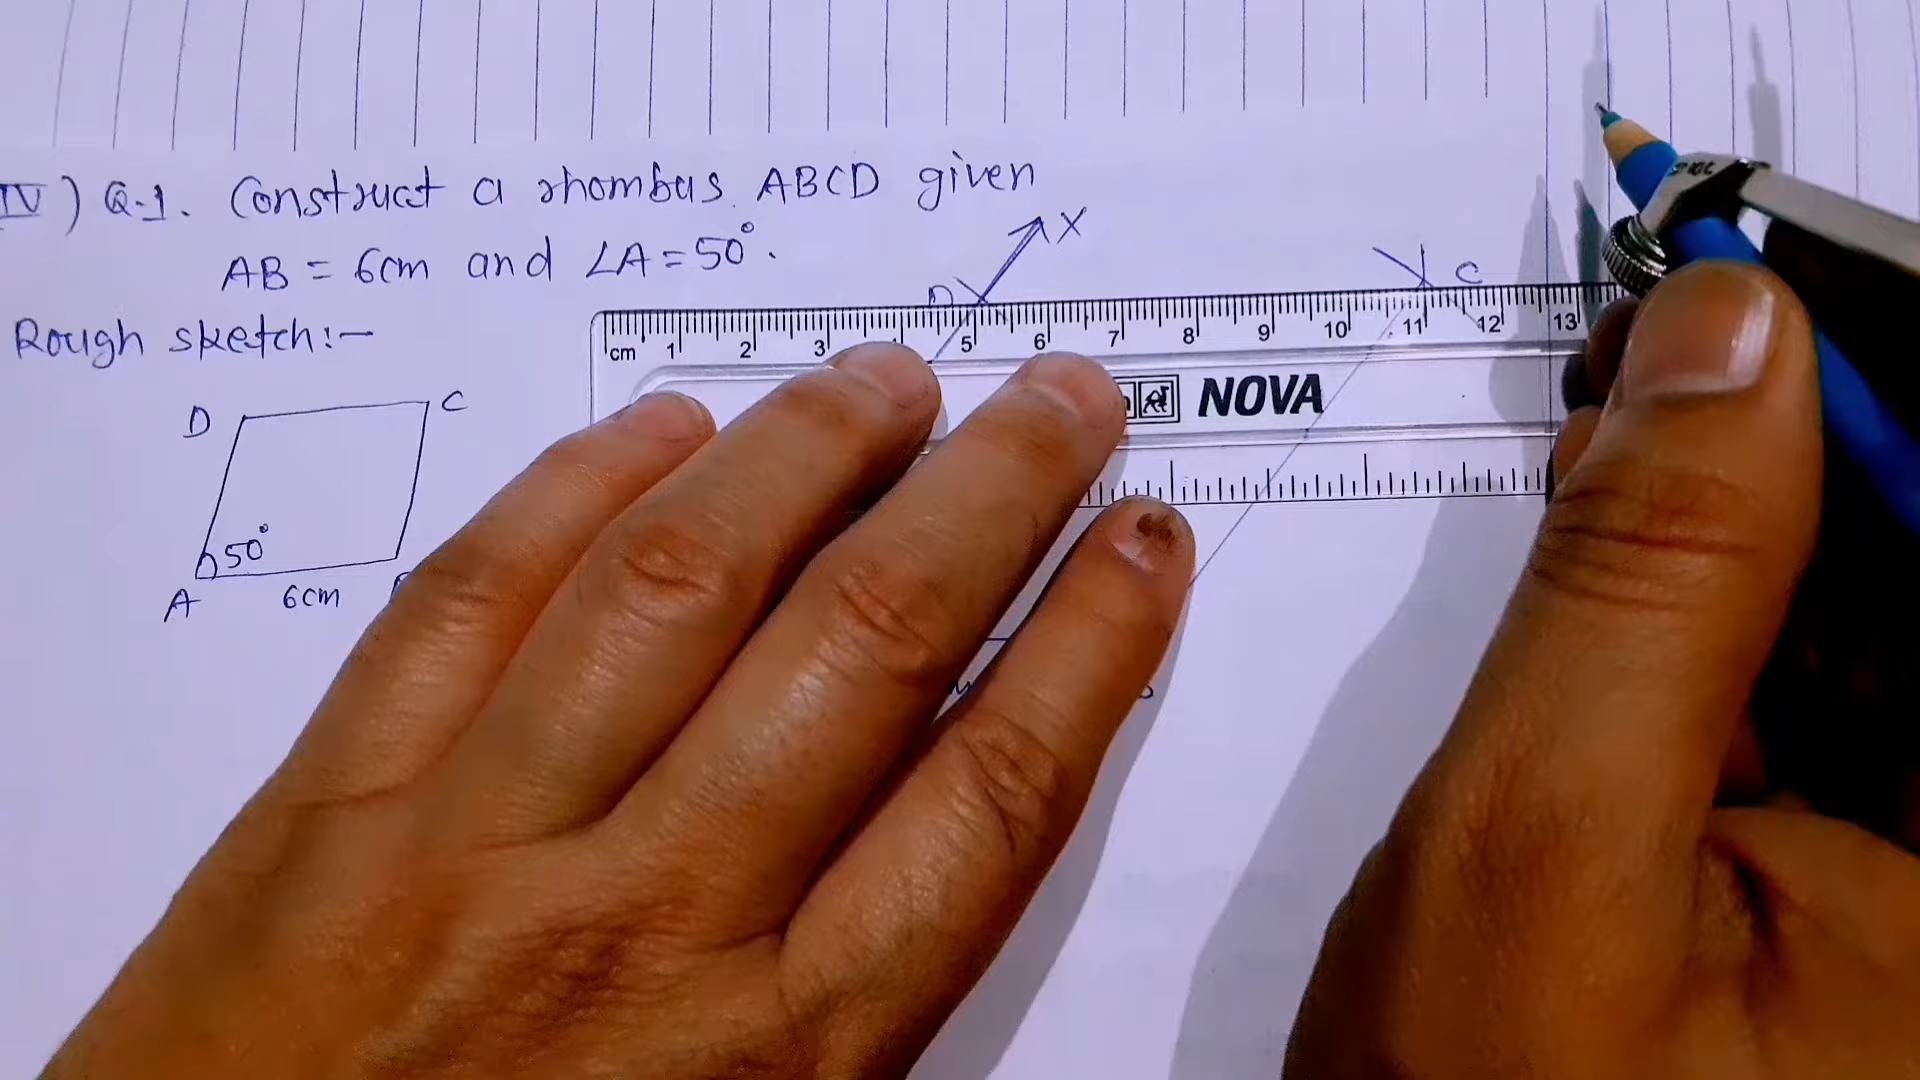 IV) Q.1. Construct a rhombus ABCD given
AB = 6cm and ∠A = 50°.
Rough sketch:-
X
D
C
cm 1 2 3 5 6 7 8 9 10 11 12 13
NOVA
D C
50°
A 6cm